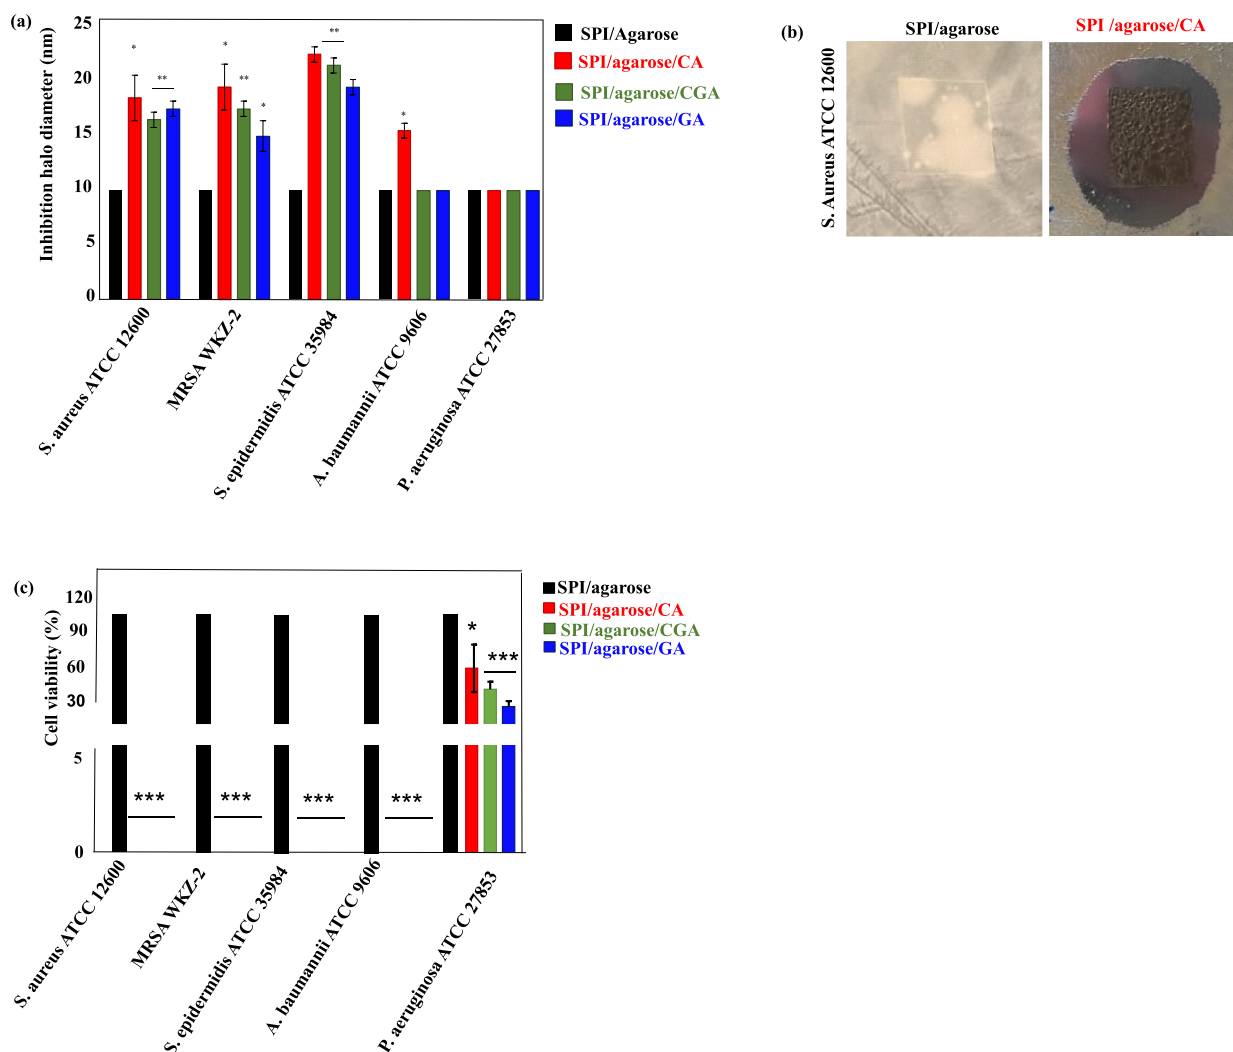 (a)
Inhibition halo diameter (nm)
25
20
15
10
5
0
*
**
*
**
*
**
*
SPI/Agarose
SPI/agarose/CA
SPI/agarose/CGA
SPI/agarose/GA
S. aureus ATCC 12600
MRSA WKZ-2
S. epidermidis ATCC 35984
A. baumannii ATCC 9606
P. aeruginosa ATCC 27853
(b)
SPI/agarose
SPI /agarose/CA
S. Aureus ATCC 12600
(c)
Cell viability (%)
120
90
60
30
5
0
***
***
***
***
*
***
SPI/agarose
SPI/agarose/CA
SPI/agarose/CGA
SPI/agarose/GA
S. aureus ATCC 12600
MRSA WKZ-2
S. epidermidis ATCC 35984
A. baumannii ATCC 9606
P. aeruginosa ATCC 27853